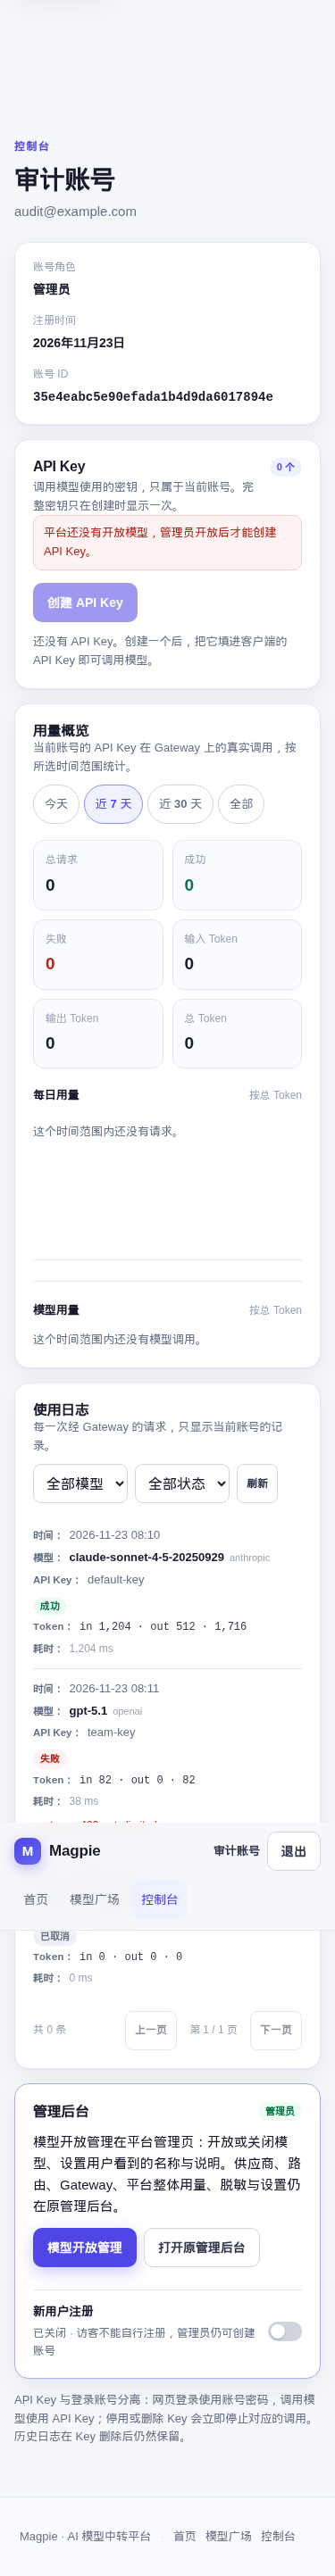 控制台
审计账号
audit@example.com
账号角色
管理员
注册时间
2026年11月23日
账号 ID
35e4eabc5e90efada1b4d9da6017894e
API Key
0 个
调用模型使用的密钥，只属于当前账号。完
整密钥只在创建时显示一次。
平台还没有开放模型，管理员开放后才能创建
API Key。
创建 API Key
还没有 API Key。创建一个后，把它填进客户端的
API Key 即可调用模型。
用量概览
当前账号的 API Key 在 Gateway 上的真实调用，按
所选时间范围统计。
今天 近 7 天 近 30 天 全部
总请求
0
成功
0
失败
0
输入 Token
0
输出 Token
0
总 Token
0
每日用量 按总 Token
这个时间范围内还没有请求。
模型用量 按总 Token
这个时间范围内还没有模型调用。
使用日志
每一次经 Gateway 的请求，只显示当前账号的记
录。
全部模型 全部状态 刷新
时间： 2026-11-23 08:10
模型： claude-sonnet-4-5-20250929 anthropic
API Key： default-key
成功
Token： in 1,204 · out 512 · 1,716
耗时： 1,204 ms
时间： 2026-11-23 08:11
模型： gpt-5.1 openai
API Key： team-key
失败
Token： in 82 · out 0 · 82
耗时： 38 ms
M Magpie 审计账号 退出
首页 模型广场 控制台
已取消
Token： in 0 · out 0 · 0
耗时： 0 ms
共 0 条 上一页 第 1 / 1 页 下一页
管理后台 管理员
模型开放管理在平台管理页：开放或关闭模
型、设置用户看到的名称与说明。供应商、路
由、Gateway、平台整体用量、脱敏与设置仍
在原管理后台。
模型开放管理 打开原管理后台
新用户注册
已关闭 · 访客不能自行注册，管理员仍可创建
账号
API Key 与登录账号分离：网页登录使用账号密码，调用模
型使用 API Key；停用或删除 Key 会立即停止对应的调用。
历史日志在 Key 删除后仍然保留。
Magpie · AI 模型中转平台 · 首页 模型广场 控制台